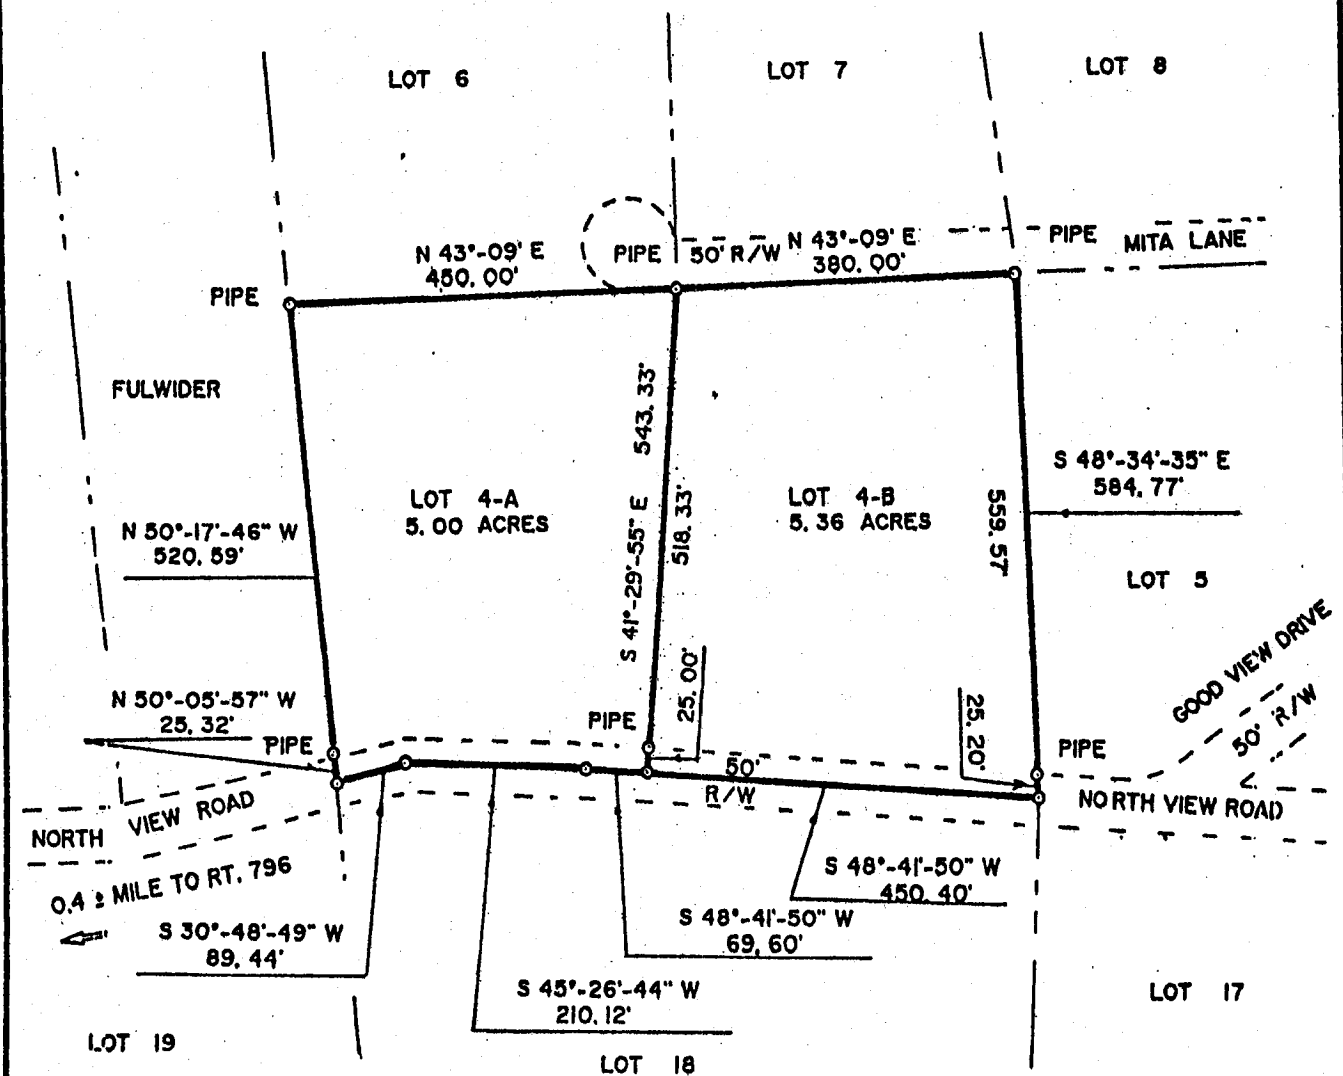 LOT 6
LOT 7
LOT 8
N 43°-09' E
450.00'
PIPE
50' R/W
N 43°-09' E
380.00'
PIPE
MITA LANE
PIPE
FULWIDER
543.33'
S 41°-29'-55" E
518.33'
LOT 4-A
5.00 ACRES
LOT 4-B
5.36 ACRES
559.57
S 48°-34'-35" E
584.77'
N 50°-17'-46" W
520.59'
LOT 5
GOOD VIEW DRIVE
50' R/W
N 50°-05'-57" W
25.32'
PIPE
PIPE
25.00'
25.20'
PIPE
50'
R/W
NORTH VIEW ROAD
NORTH VIEW ROAD
0.4 ± MILE TO RT. 796
S 48°-41'-50" W
450.40'
S 30°-48'-49" W
89.44'
S 48°-41'-50" W
69.60'
S 45°-26'-44" W
210.12'
LOT 17
LOT 19
LOT 18